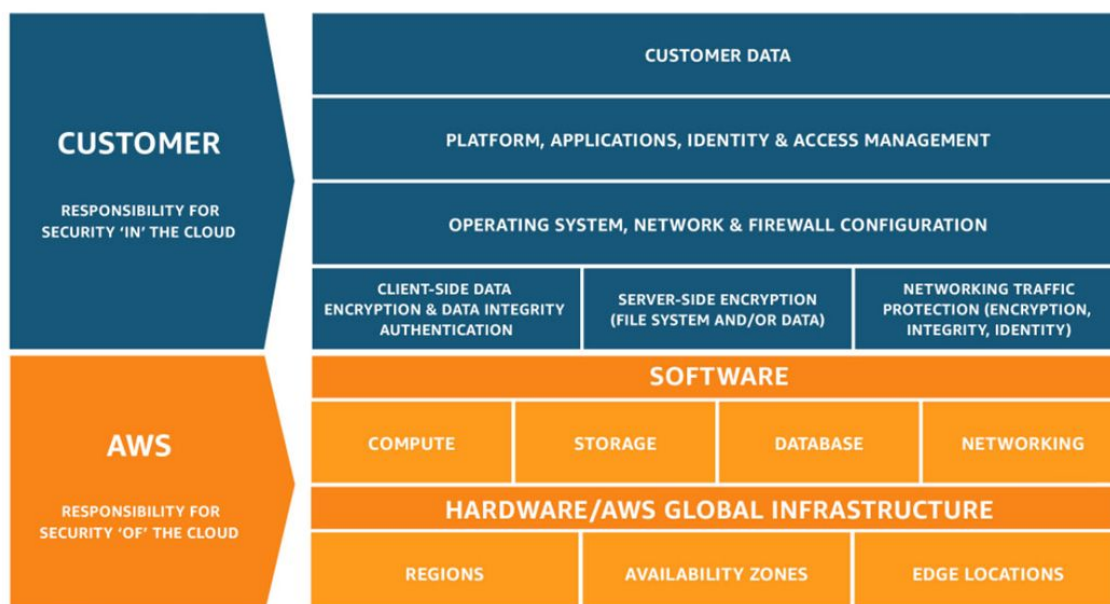 CUSTOMER
RESPONSIBILITY FOR
SECURITY ‘IN’ THE CLOUD
CUSTOMER DATA
PLATFORM, APPLICATIONS, IDENTITY & ACCESS MANAGEMENT
OPERATING SYSTEM, NETWORK & FIREWALL CONFIGURATION
CLIENT-SIDE DATA
ENCRYPTION & DATA INTEGRITY
AUTHENTICATION
SERVER-SIDE ENCRYPTION
(FILE SYSTEM AND/OR DATA)
NETWORKING TRAFFIC
PROTECTION (ENCRYPTION,
INTEGRITY, IDENTITY)
AWS
RESPONSIBILITY FOR
SECURITY ‘OF’ THE CLOUD
SOFTWARE
COMPUTE
STORAGE
DATABASE
NETWORKING
HARDWARE/AWS GLOBAL INFRASTRUCTURE
REGIONS
AVAILABILITY ZONES
EDGE LOCATIONS